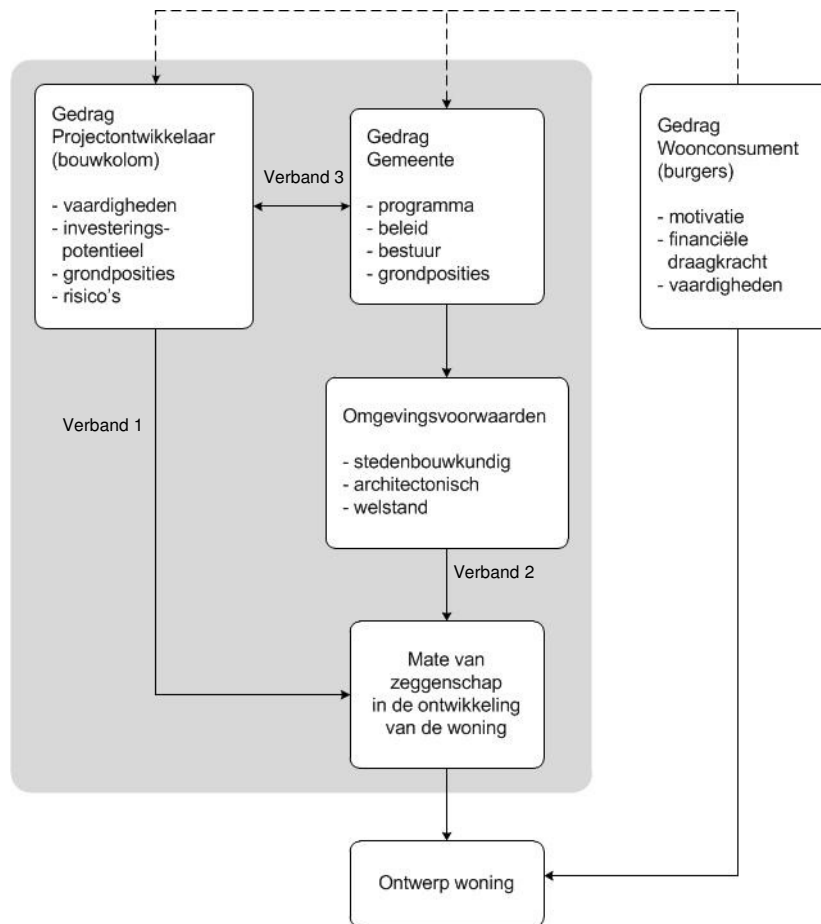 Gedrag
Projectontwikkelaar
(bouwkolom)
- vaardigheden
- investerings-
potentieel
- grondposities
- risico's
Verband 3
Gedrag
Gemeente
- programma
- beleid
- bestuur
- grondposities
Gedrag
Woonconsument
(burgers)
- motivatie
- financiële
draagkracht
- vaardigheden
Verband 1
Omgevingsvoorwaarden
- stedenbouwkundig
- architectonisch
- welstand
Verband 2
Mate van
zeggenschap
in de ontwikkeling
van de woning
Ontwerp woning